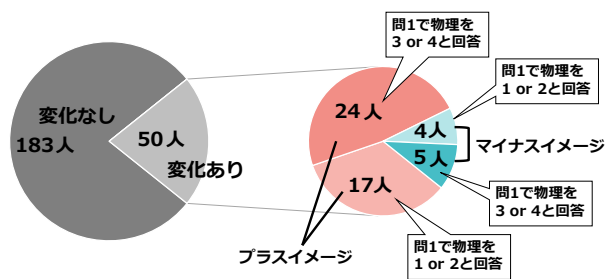 変化なし
183人
50人
変化あり
問1で物理を
3 or 4と回答
24人
問1で物理を
1 or 2と回答
4人
マイナスイメージ
5人
17人
問1で物理を
3 or 4と回答
プラスイメージ
問1で物理を
1 or 2と回答